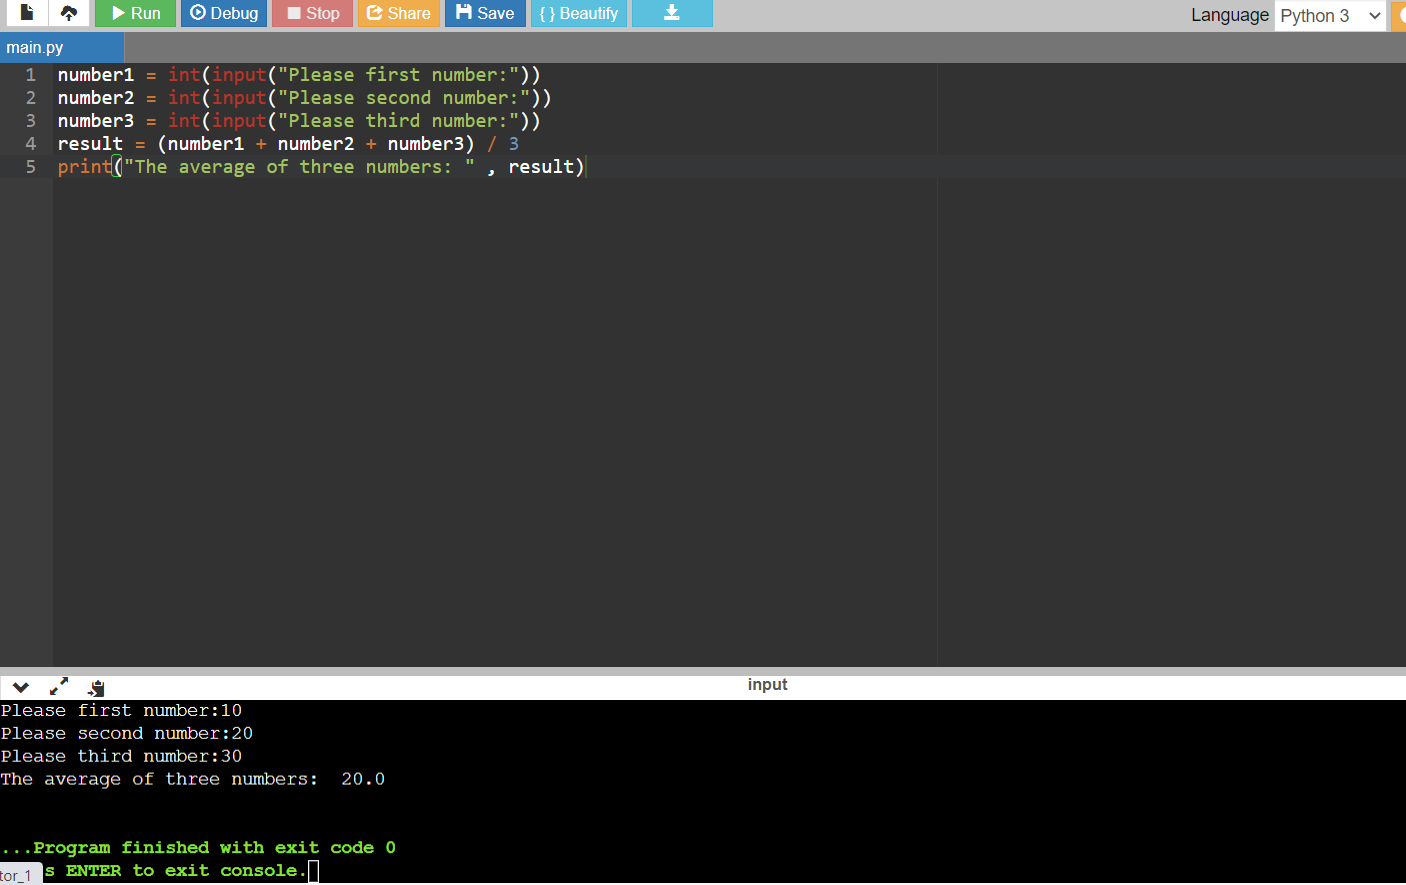 Run Debug Stop Share Save { } Beautify Language Python 3
main.py
1 number1 = int(input("Please first number:"))
2 number2 = int(input("Please second number:"))
3 number3 = int(input("Please third number:"))
4 result = (number1 + number2 + number3) / 3
5 print("The average of three numbers: " , result)
input
Please first number:10
Please second number:20
Please third number:30
The average of three numbers:  20.0
...Program finished with exit code 0
s ENTER to exit console.
tor_1